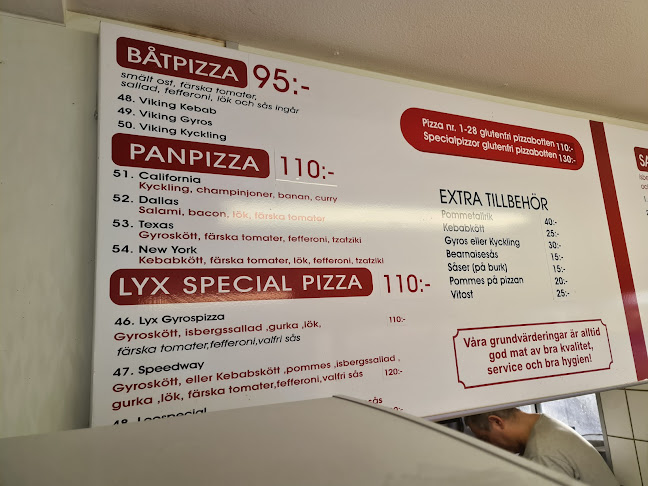 BÅTPIZZA 95:-
smält ost, färska tomater,
sallad, fefferoni, lök och sås ingår
48. Viking Kebab
49. Viking Gyros
50. Viking Kyckling
PANPIZZA 110:-
51. California
Kyckling, champinjoner, banan, curry
52. Dallas
Salami, bacon, lök, färska tomater
53. Texas
Gyroskött, färska tomater, fefferoni, tzatziki
54. New York
Kebabkött, färska tomater, lök, fefferoni, tzatziki
LYX SPECIAL PIZZA 110:-
46. Lyx Gyrospizza 110:-
Gyroskött ,isbergssallad ,gurka ,lök,
färska tomater,fefferoni,valfri sås
47. Speedway
Gyroskött, eller Kebabskött ,pommes ,isbergsallad ,
gurka ,lök, färska tomater,fefferoni,valfri sås 120:-
Pizza nr. 1-28 glutenfri pizzabotten 110:-
Specialpizzor glutenfri pizzabotten 130:-
EXTRA TILLBEHÖR
Pommetallrik 40:-
Kebabkött 25:-
Gyros eller Kyckling 30:-
Bearnaisesås 15:-
Såser (på burk) 15:-
Pommes på pizzan 20:-
Vitost 25:-
Våra grundvärderingar är alltid
god mat av bra kvalitet,
service och bra hygien!
SA